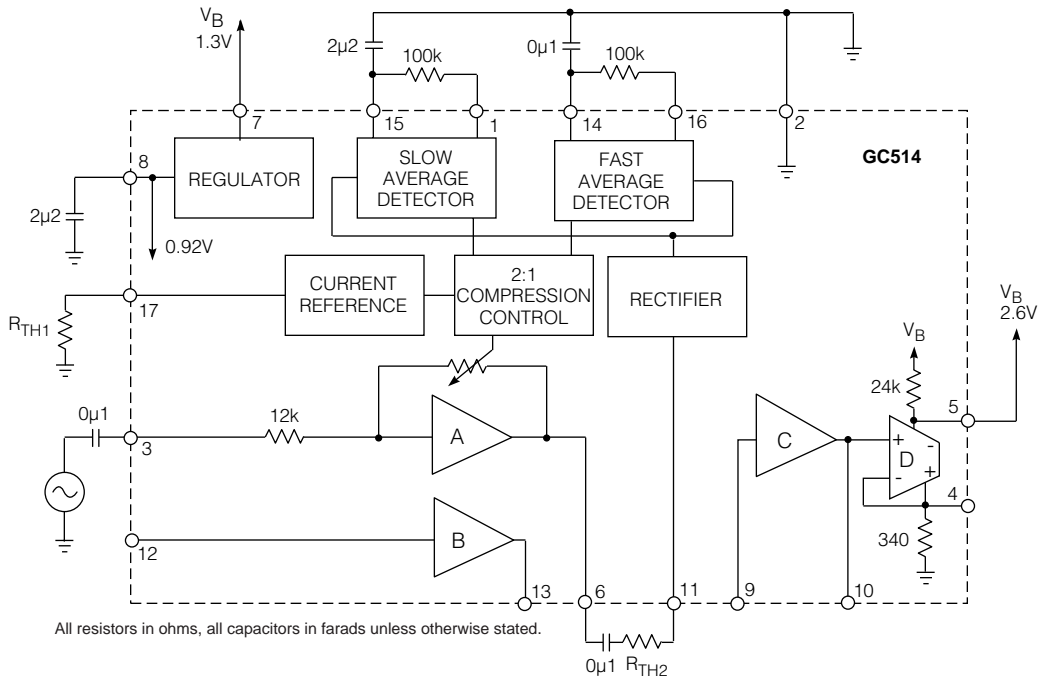 V_B
1.3V
2µ2
100k
0µ1
100k
7
15
1
14
16
2
GC514
8
REGULATOR
SLOW
AVERAGE
DETECTOR
FAST
AVERAGE
DETECTOR
2µ2
0.92V
17
CURRENT
REFERENCE
2:1
COMPRESSION
CONTROL
RECTIFIER
R_TH1
V_B
2.6V
V_B
24k
0µ1
3
12k
A
C
+
-
D
-
+
5
4
12
B
340
13
6
11
9
10
All resistors in ohms, all capacitors in farads unless otherwise stated.
0µ1
R_TH2